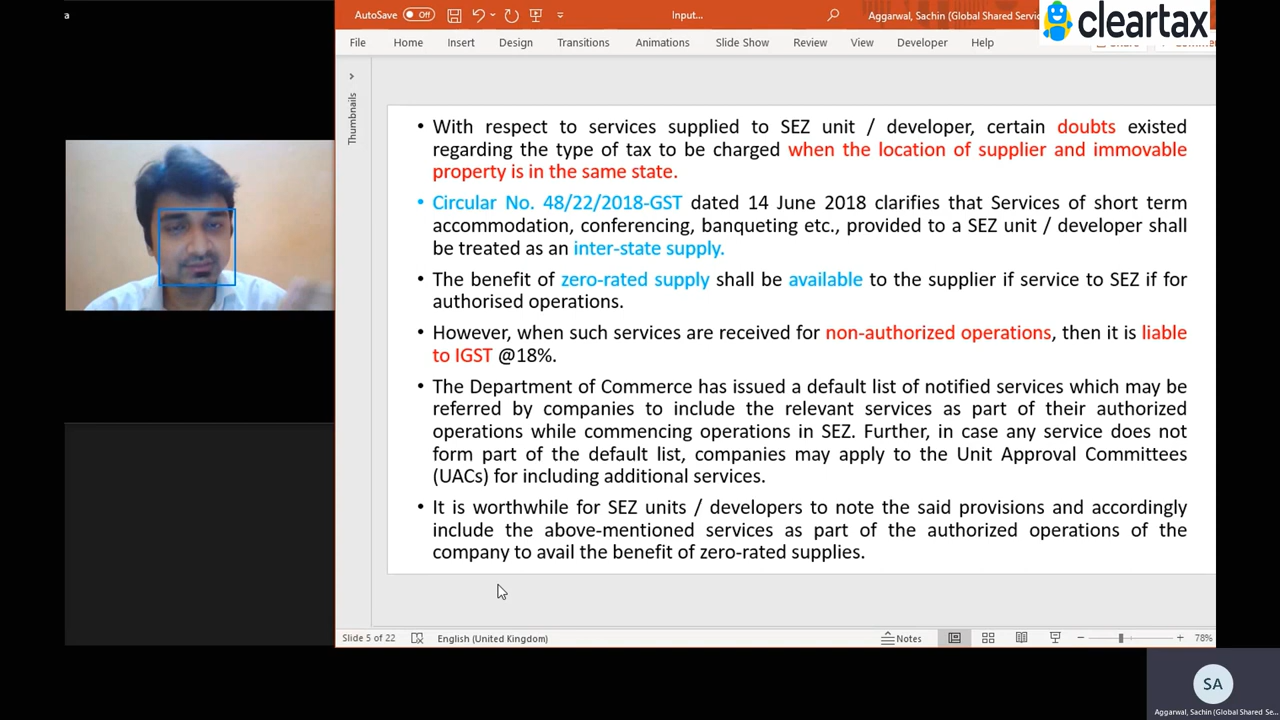 a
AutoSave Off
Input...
Aggarwal, Sachin (Global Shared Servi
cleartax
File Home Insert Design Transitions Animations Slide Show Review View Developer Help
Thumbnails
• With respect to services supplied to SEZ unit / developer, certain doubts existed
regarding the type of tax to be charged when the location of supplier and immovable
property is in the same state.
• Circular No. 48/22/2018-GST dated 14 June 2018 clarifies that Services of short term
accommodation, conferencing, banqueting etc., provided to a SEZ unit / developer shall
be treated as an inter-state supply.
• The benefit of zero-rated supply shall be available to the supplier if service to SEZ if for
authorised operations.
• However, when such services are received for non-authorized operations, then it is liable
to IGST @18%.
• The Department of Commerce has issued a default list of notified services which may be
referred by companies to include the relevant services as part of their authorized
operations while commencing operations in SEZ. Further, in case any service does not
form part of the default list, companies may apply to the Unit Approval Committees
(UACs) for including additional services.
• It is worthwhile for SEZ units / developers to note the said provisions and accordingly
include the above-mentioned services as part of the authorized operations of the
company to avail the benefit of zero-rated supplies.
Slide 5 of 22 English (United Kingdom) Notes 78%
SA
Aggarwal, Sachin (Global Shared Se...